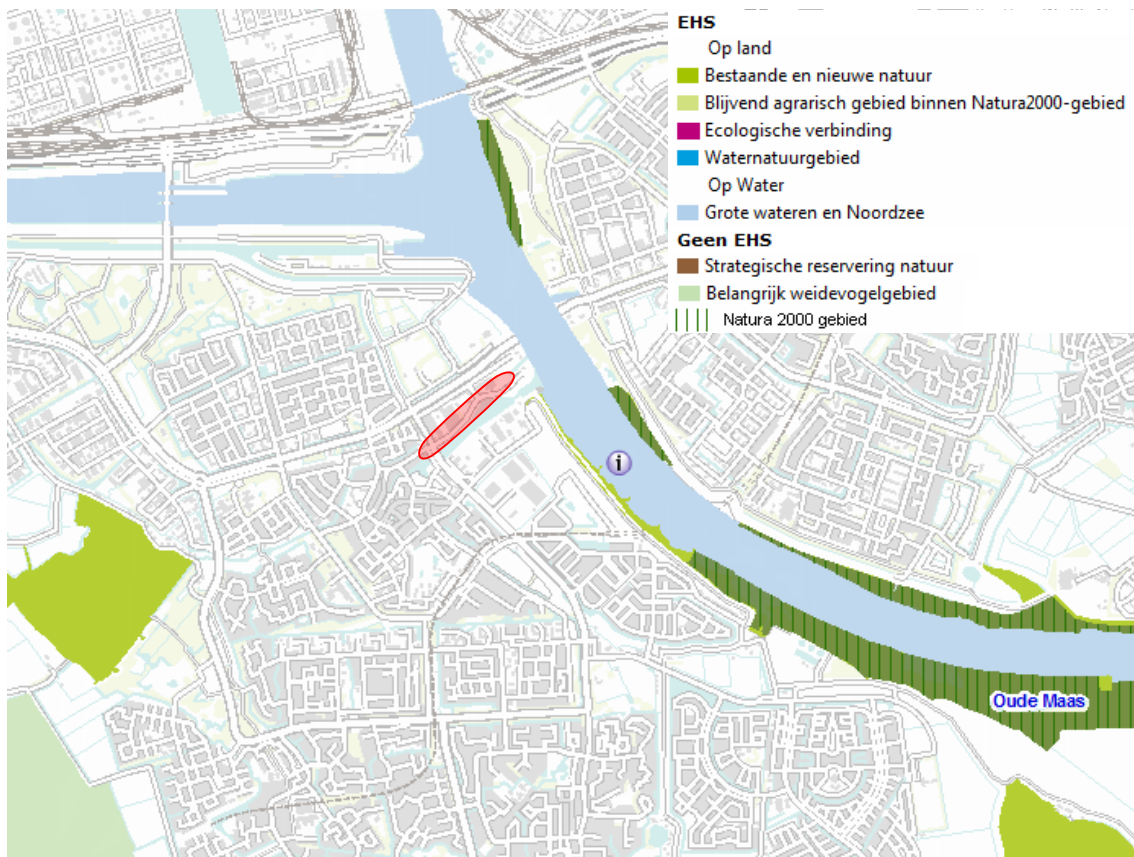 EHS
Op land
Bestaande en nieuwe natuur
Blijvend agrarisch gebied binnen Natura2000-gebied
Ecologische verbinding
Waternatuurgebied
Op Water
Grote wateren en Noordzee
Geen EHS
Strategische reservering natuur
Belangrijk weidevogelgebied
Natura 2000 gebied
i
Oude Maas